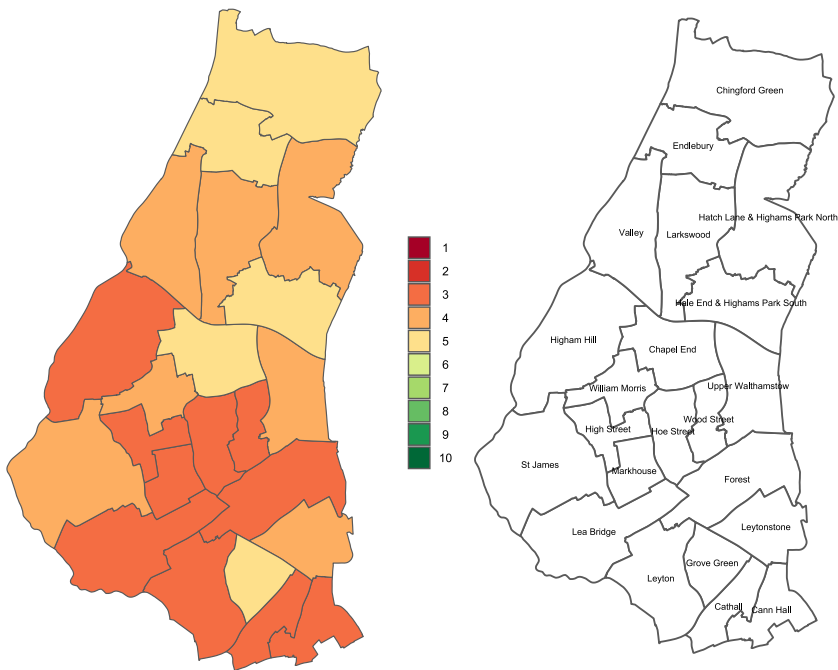 Chingford Green
Endlebury
Hatch Lane & Highams Park North
Valley
Larkswood
1
2
3
4
5
6
7
8
9
10
Hale End & Highams Park South
Higham Hill
Chapel End
William Morris
Upper Walthamstow
High Street
Hoe Street
Wood Street
St James
Markhouse
Forest
Lea Bridge
Leytonstone
Leyton
Grove Green
Cathall
Cann Hall